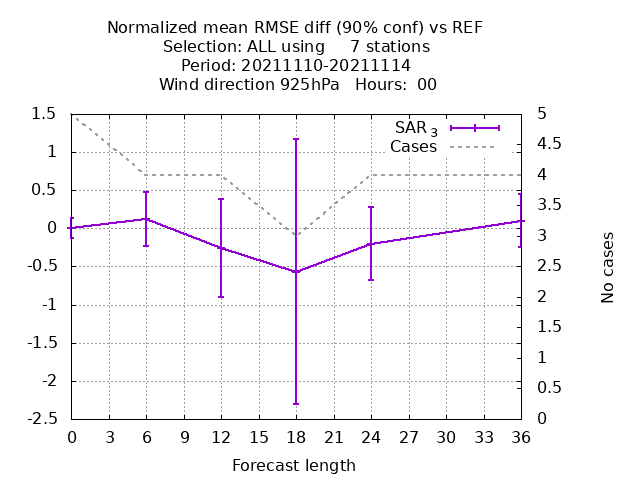 Normalized mean RMSE diff (90% conf) vs REF
Selection: ALL using     7 stations
Period: 20211110-20211114
Wind direction 925hPa   Hours:  00
SAR 3
Cases
1.5
1
0.5
0
-0.5
-1
-1.5
-2
-2.5
5
4.5
4
3.5
3
2.5
2
1.5
1
0.5
0
No cases
0 3 6 9 12 15 18 21 24 27 30 33 36
Forecast length